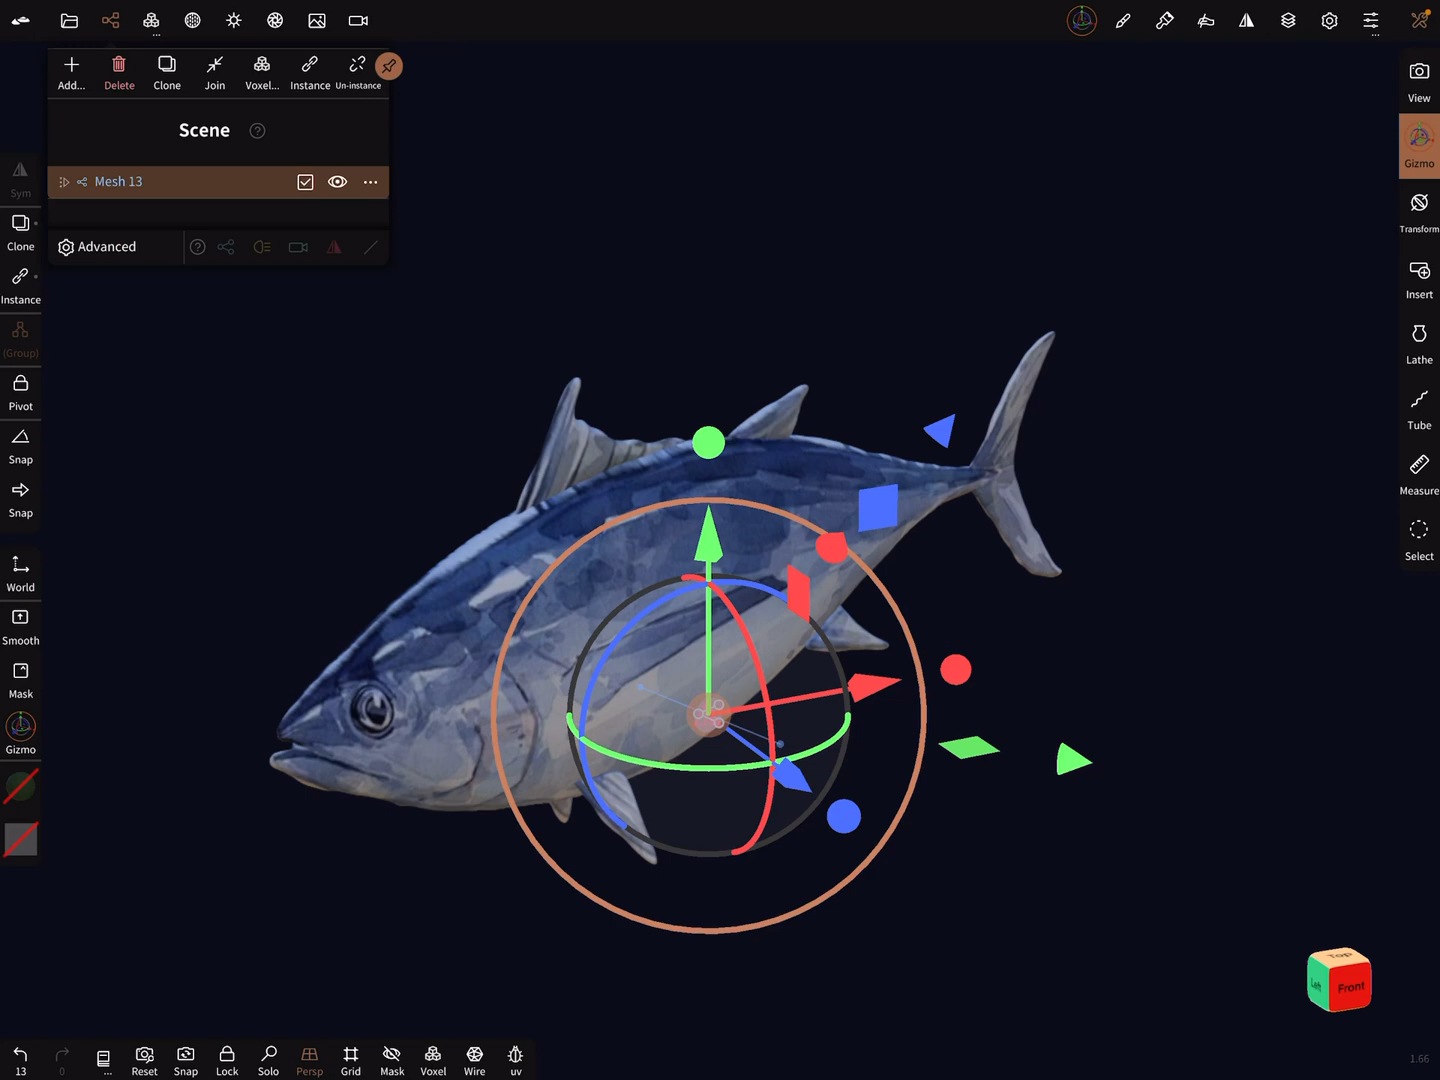 Add...
Delete
Clone
Join
Voxel...
Instance
Un-instance
Scene
?
Mesh 13
...
Advanced
?
Sym
Clone
Instance
(Group)
Pivot
Snap
Snap
World
Smooth
Mask
Gizmo
View
Gizmo
Transform
Insert
Lathe
Tube
Measure
Select
Top
Left
Front
13
0
...
Reset
Snap
Lock
Solo
Persp
Grid
Mask
Voxel
Wire
uv
1.66